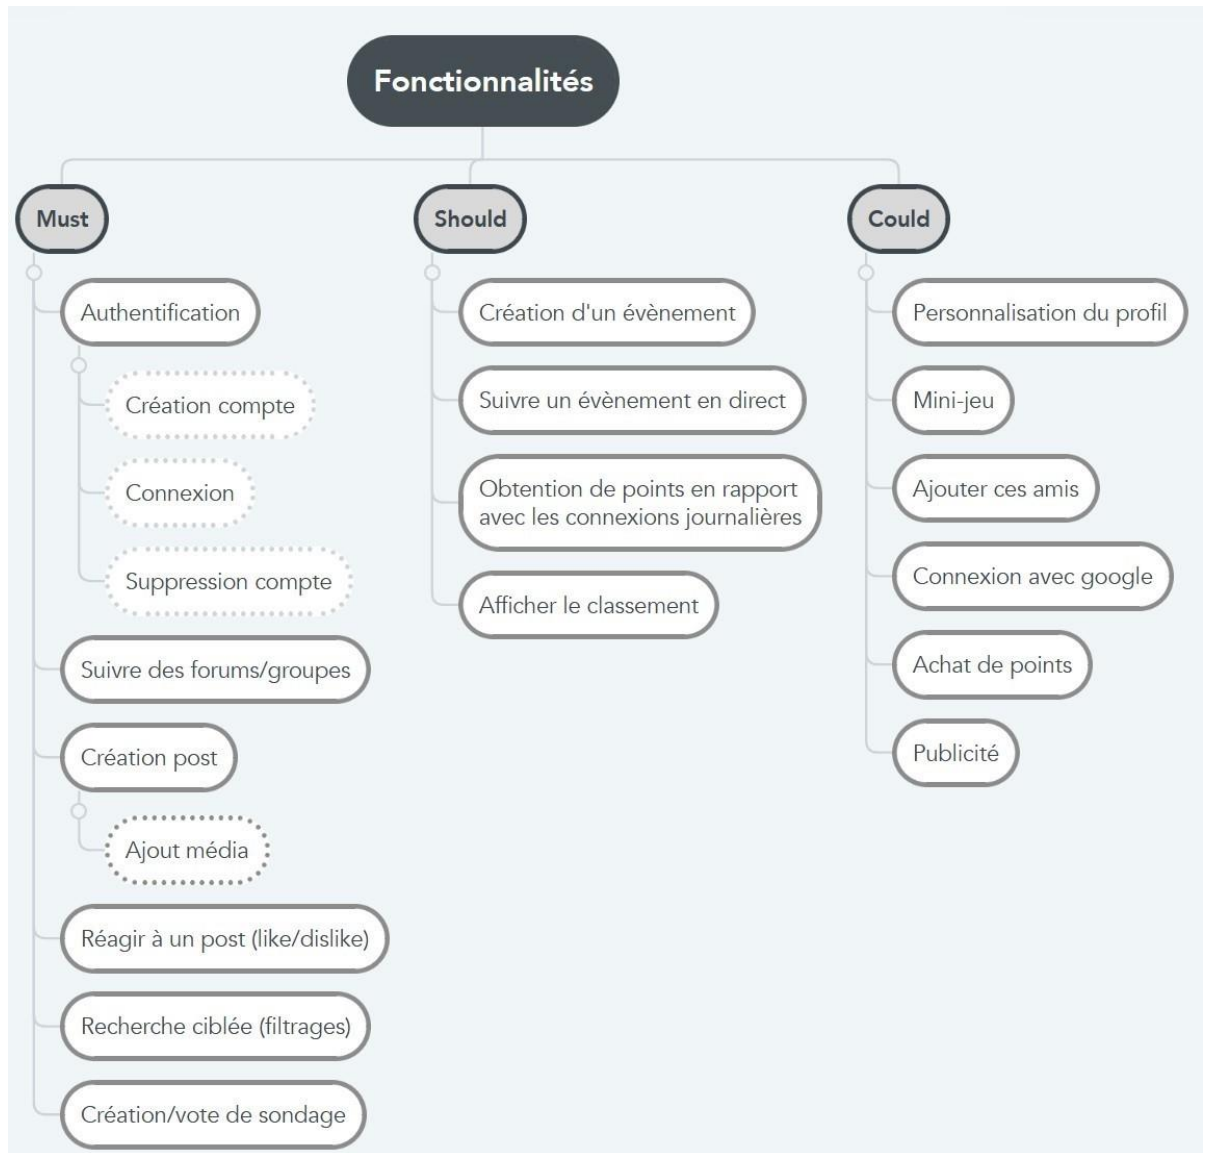 Fonctionnalités
Must
Authentification
Création compte
Connexion
Suppression compte
Suivre des forums/groupes
Création post
Ajout média
Réagir à un post (like/dislike)
Recherche ciblée (filtrages)
Création/vote de sondage
Should
Création d'un évènement
Suivre un évènement en direct
Obtention de points en rapport
avec les connexions journalières
Afficher le classement
Could
Personnalisation du profil
Mini-jeu
Ajouter ces amis
Connexion avec google
Achat de points
Publicité